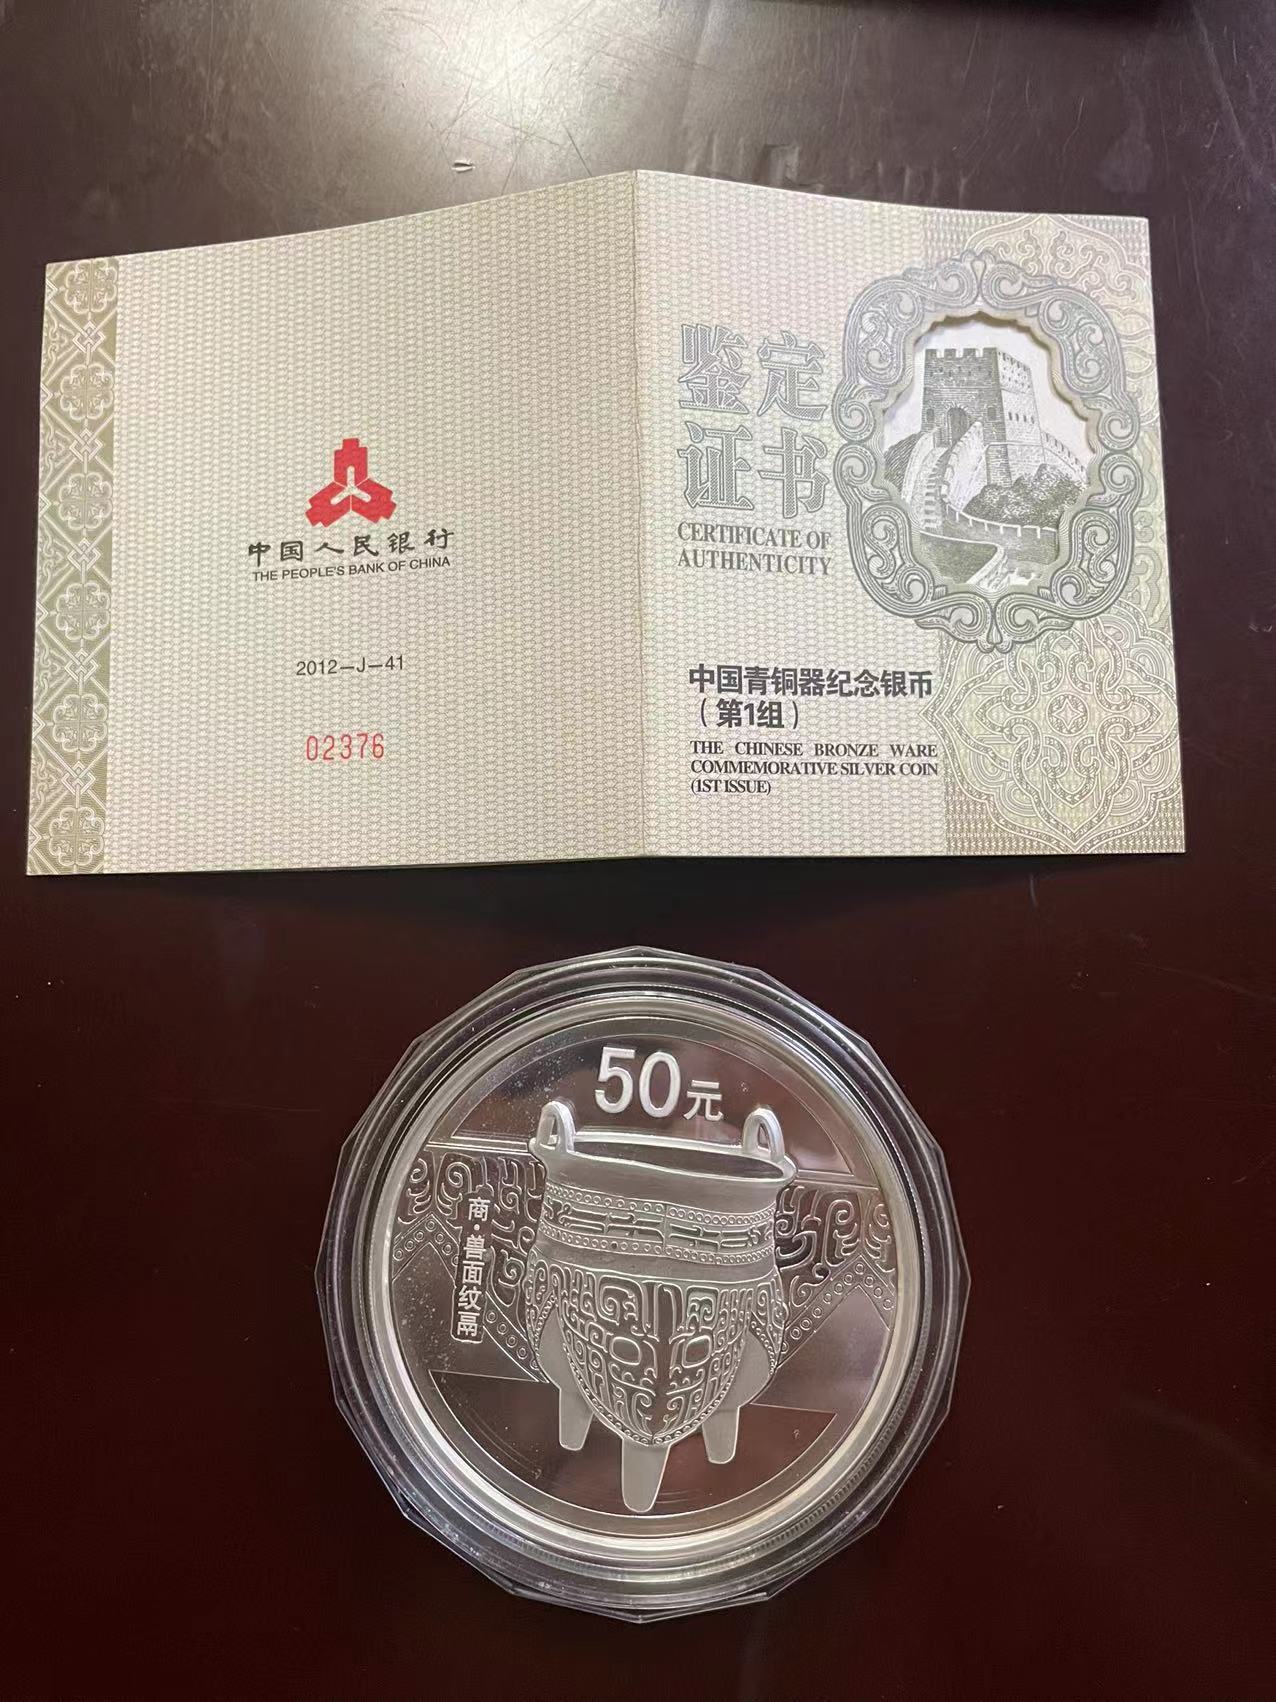 中国人民银行
THE PEOPLE'S BANK OF CHINA
2012-J-41
02376
鉴定
证书
CERTIFICATE OF
AUTHENTICITY
中国青铜器纪念银币
(第1组)
THE CHINESE BRONZE WARE
COMMEMORATIVE SILVER COIN
(1ST ISSUE)
50元
商·兽面纹鬲